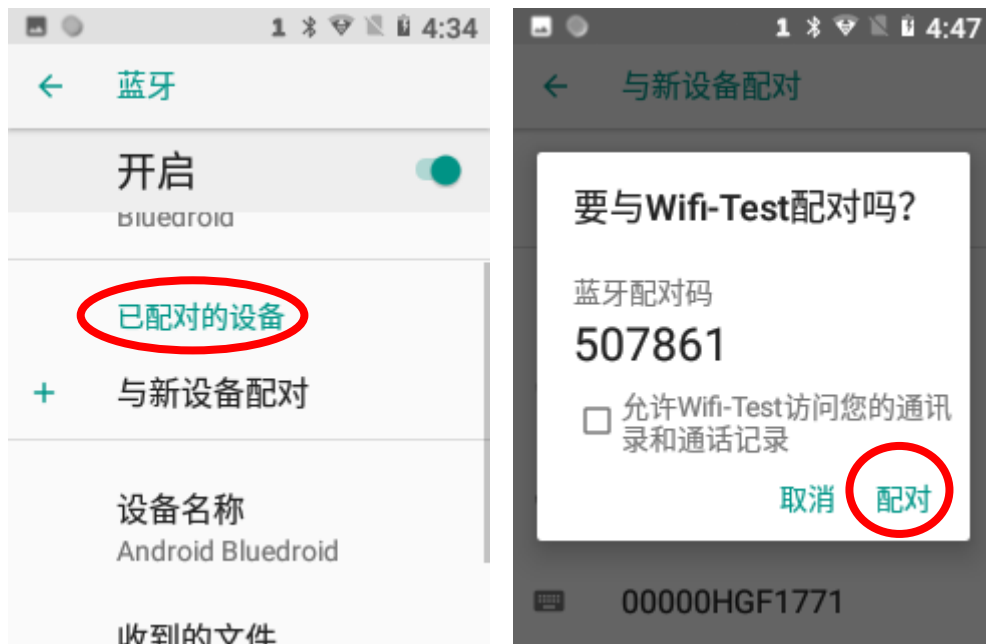 1 4:34
蓝牙
开启
Bluedroid
已配对的设备
+ 与新设备配对
设备名称
Android Bluedroid
收到的文件
1 4:47
与新设备配对
要与Wifi-Test配对吗?
蓝牙配对码
507861
允许Wifi-Test访问您的通讯
录和通话记录
取消 配对
00000HGF1771